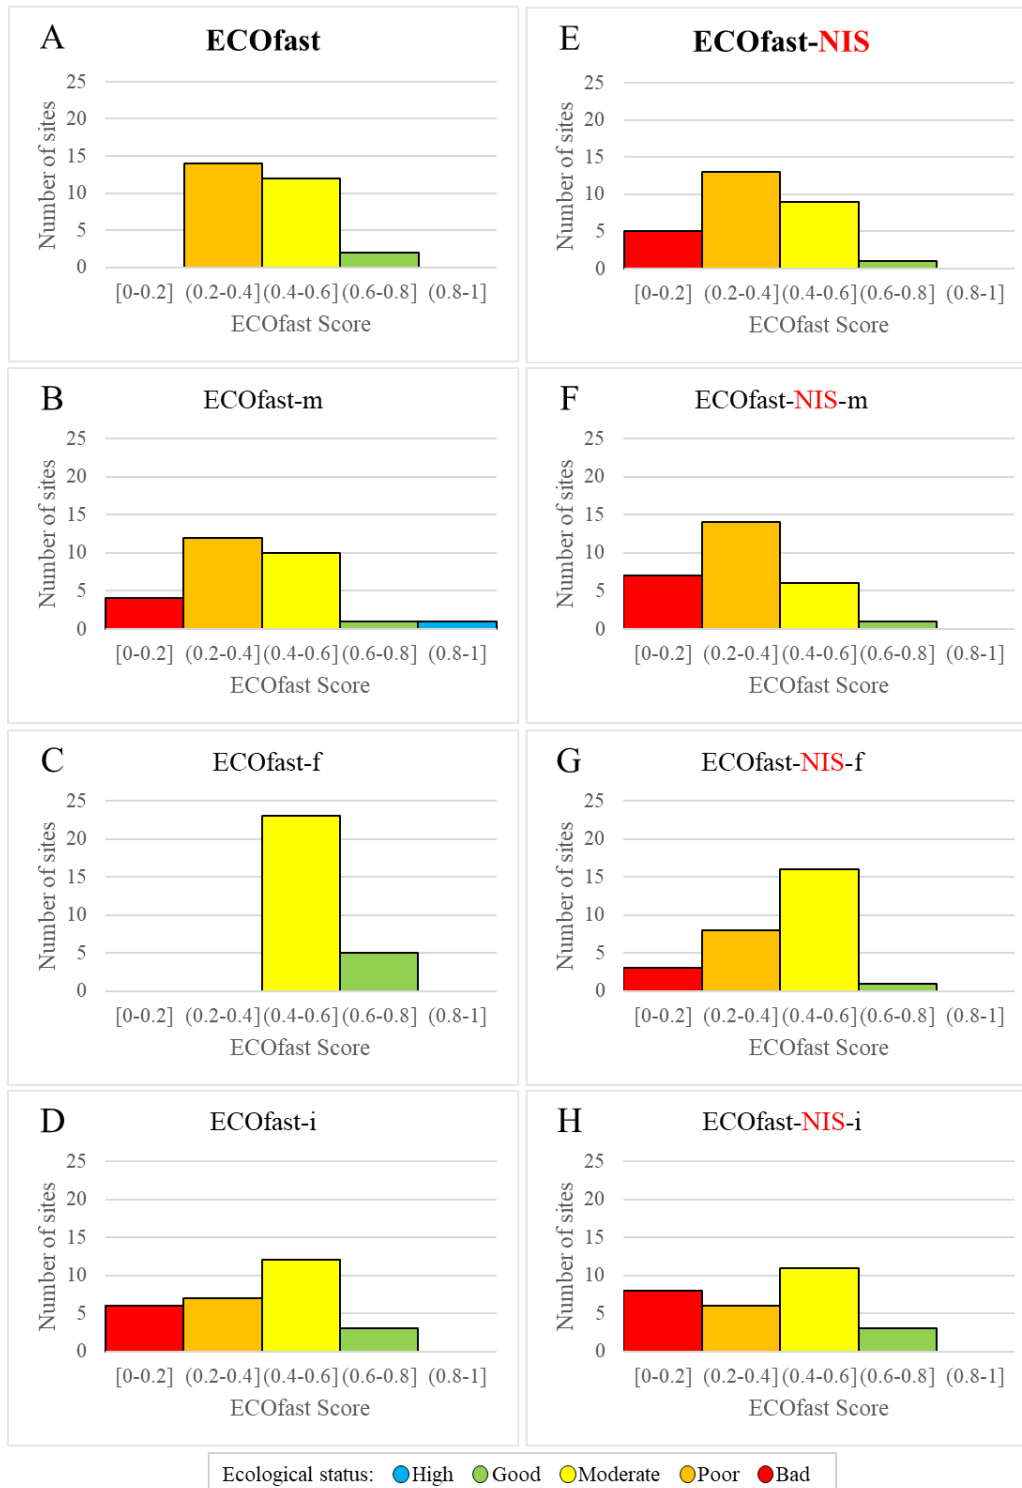 A
ECOfast
Number of sites
25
20
15
10
5
0
[0-0.2] (0.2-0.4] (0.4-0.6] (0.6-0.8] (0.8-1]
ECOfast Score
E
ECOfast-NIS
Number of sites
25
20
15
10
5
0
[0-0.2] (0.2-0.4] (0.4-0.6] (0.6-0.8] (0.8-1]
ECOfast Score
B
ECOfast-m
Number of sites
25
20
15
10
5
0
[0-0.2] (0.2-0.4] (0.4-0.6] (0.6-0.8] (0.8-1]
ECOfast Score
F
ECOfast-NIS-m
Number of sites
25
20
15
10
5
0
[0-0.2] (0.2-0.4] (0.4-0.6] (0.6-0.8] (0.8-1]
ECOfast Score
C
ECOfast-f
Number of sites
25
20
15
10
5
0
[0-0.2] (0.2-0.4] (0.4-0.6] (0.6-0.8] (0.8-1]
ECOfast Score
G
ECOfast-NIS-f
Number of sites
25
20
15
10
5
0
[0-0.2] (0.2-0.4] (0.4-0.6] (0.6-0.8] (0.8-1]
ECOfast Score
D
ECOfast-i
Number of sites
25
20
15
10
5
0
[0-0.2] (0.2-0.4] (0.4-0.6] (0.6-0.8] (0.8-1]
ECOfast Score
H
ECOfast-NIS-i
Number of sites
25
20
15
10
5
0
[0-0.2] (0.2-0.4] (0.4-0.6] (0.6-0.8] (0.8-1]
ECOfast Score
Ecological status: High Good Moderate Poor Bad